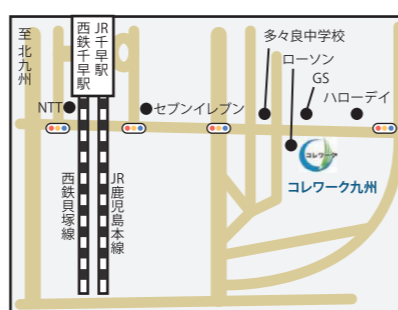 至北九州
西鉄千早駅
JR千早駅
多々良中学校
ローソン
GS
ハローデイ
NTT
セブンイレブン
コレワーク
コレワーク九州
西鉄貝塚線
JR鹿児島本線